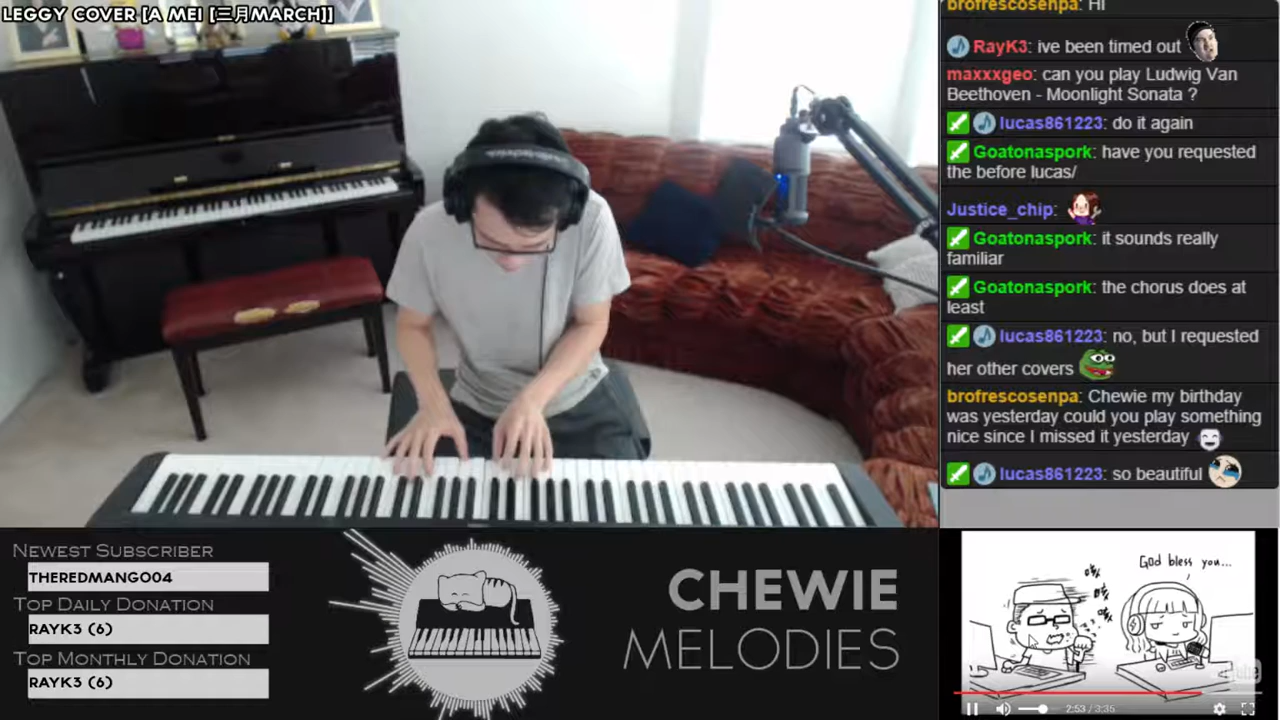 LEGGY COVER [A MEI [三月MARCH]]
brofrescosenpa: Hi
RayK3: ive been timed out
maxxxgeo: can you play Ludwig Van
Beethoven - Moonlight Sonata ?
lucas861223: do it again
Goatonaspork: have you requested
the before lucas/
Justice_chip:
Goatonaspork: it sounds really
familiar
Goatonaspork: the chorus does at
least
lucas861223: no, but I requested
her other covers
brofrescosenpa: Chewie my birthday
was yesterday could you play something
nice since I missed it yesterday
lucas861223: so beautiful
NEWEST SUBSCRIBER
THEREDMANGO04
TOP DAILY DONATION
RAYK3 (6)
TOP MONTHLY DONATION
RAYK3 (6)
CHEWIE
MELODIES
God bless you...
2:53 / 3:35